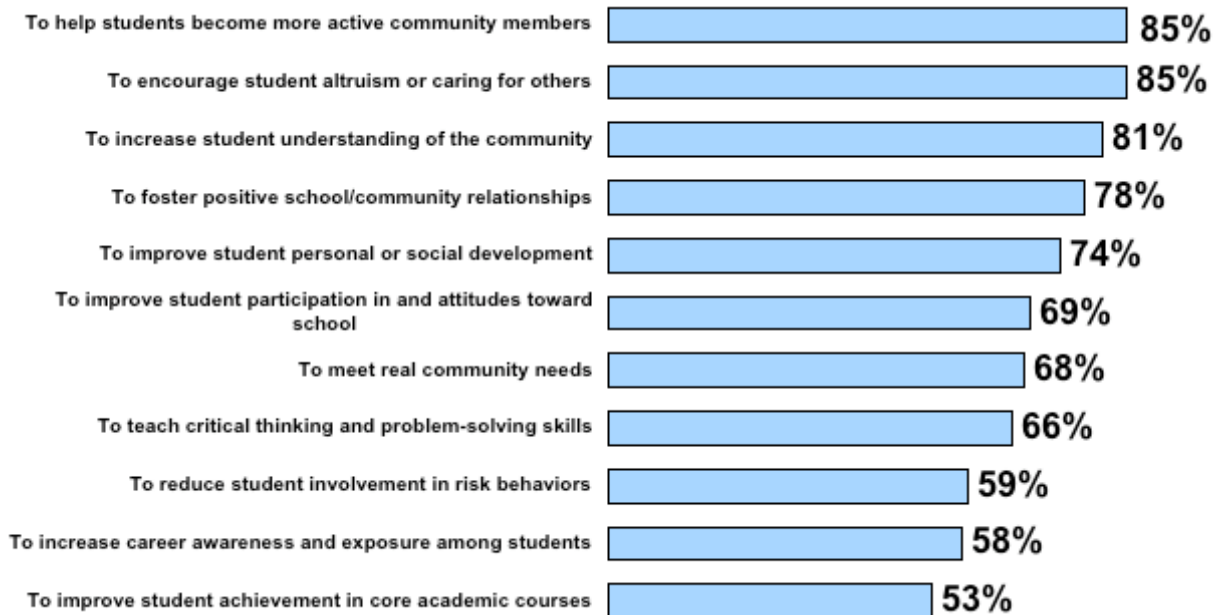 To help students become more active community members 85%
To encourage student altruism or caring for others 85%
To increase student understanding of the community 81%
To foster positive school/community relationships 78%
To improve student personal or social development 74%
To improve student participation in and attitudes toward
school 69%
To meet real community needs 68%
To teach critical thinking and problem-solving skills 66%
To reduce student involvement in risk behaviors 59%
To increase career awareness and exposure among students 58%
To improve student achievement in core academic courses 53%